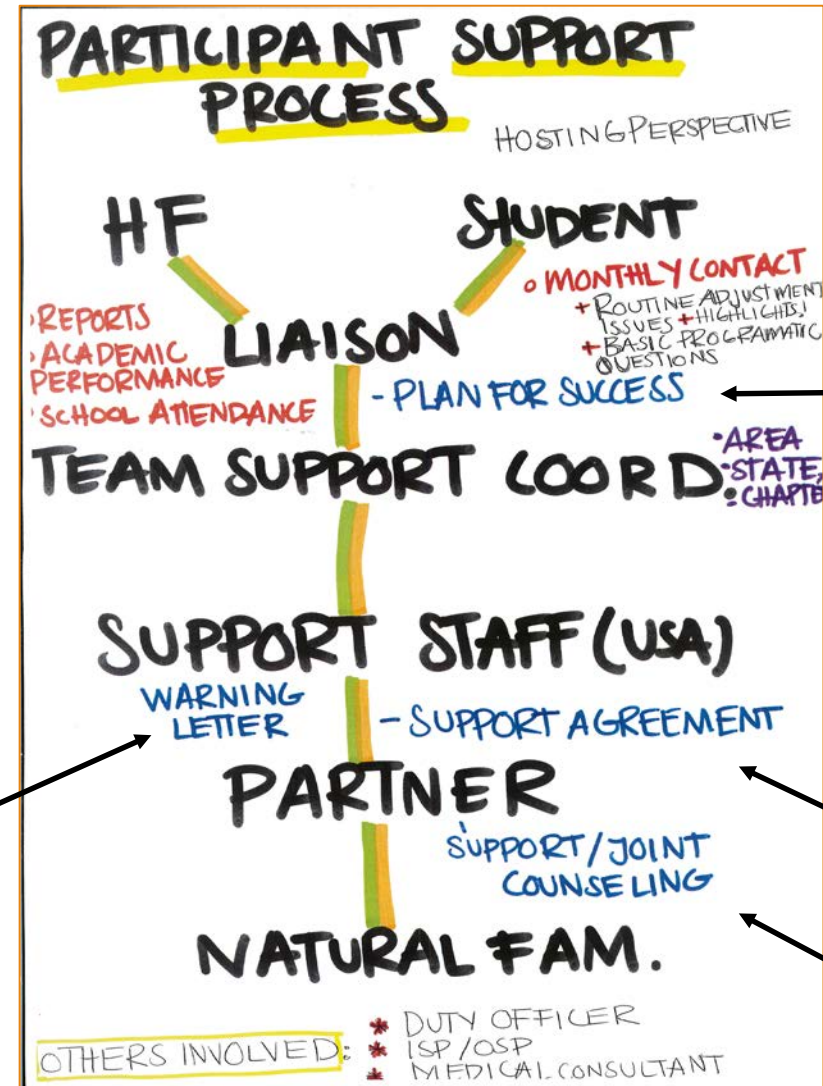 PARTICIPANT SUPPORT
PROCESS
HOSTING PERSPECTIVE
HF
STUDENT
• MONTHLY CONTACT
+ ROUTINE ADJUSTMENT
ISSUES + HIGHLIGHTS!
+ BASIC PROGRAMATIC
QUESTIONS
• REPORTS
• ACADEMIC
PERFORMANCE
• SCHOOL ATTENDANCE
LIAISON
- PLAN FOR SUCCESS
TEAM SUPPORT COORD.
• AREA
• STATE,
• CHAPTE
SUPPORT STAFF (USA)
WARNING
LETTER
- SUPPORT AGREEMENT
PARTNER
SUPPORT/JOINT
COUNSELING
NATURAL FAM.
OTHERS INVOLVED:
* DUTY OFFICER
* ISP/OSP
* MEDICAL CONSULTANT